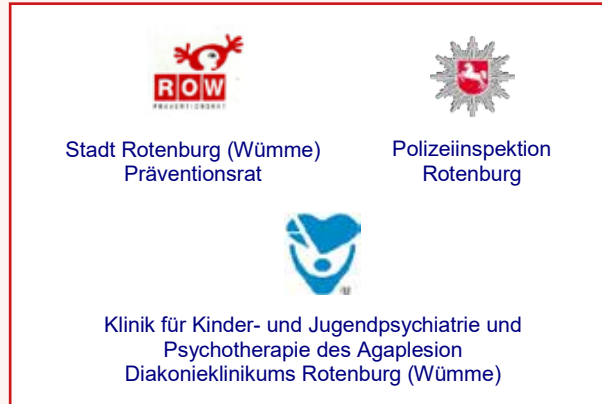 ROW
PRÄVENTIONSRAT
Stadt Rotenburg (Wümme)
Präventionsrat
Polizeiinspektion
Rotenburg
Klinik für Kinder- und Jugendpsychiatrie und
Psychotherapie des Agaplesion
Diakonieklinikums Rotenburg (Wümme)